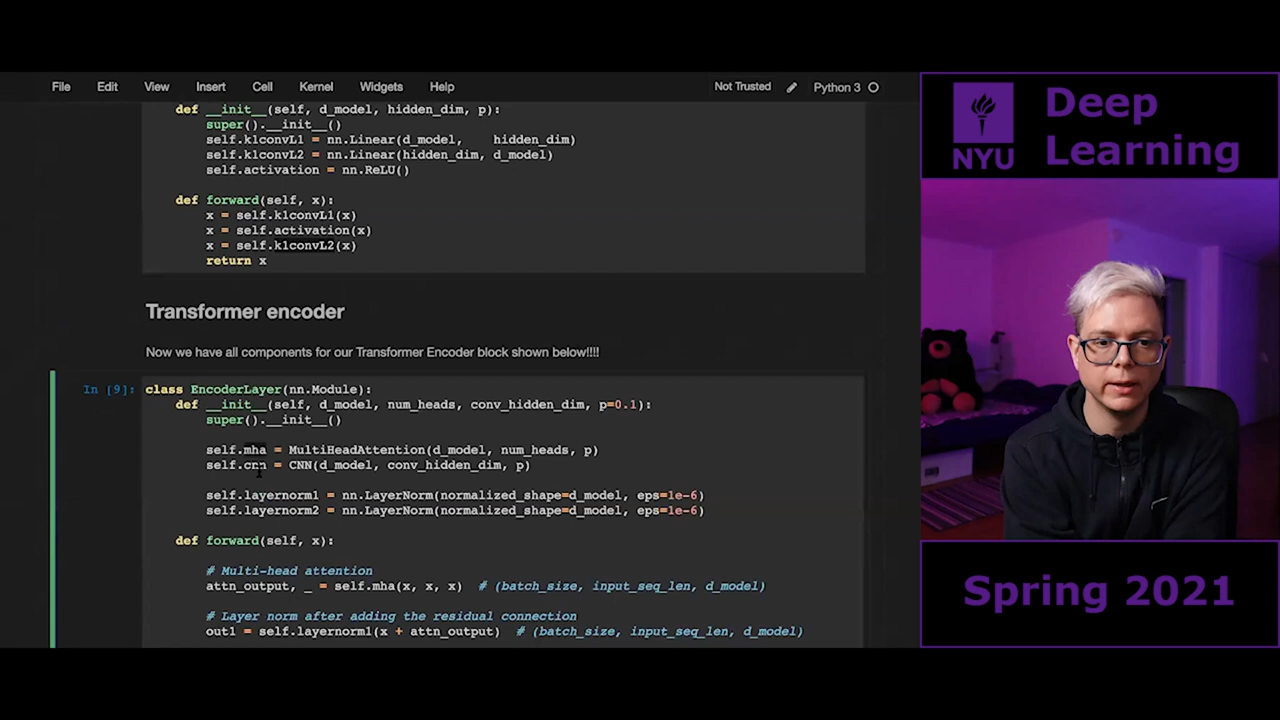 File Edit View Insert Cell Kernel Widgets Help Not Trusted Python 3
def __init__(self, d_model, hidden_dim, p):
super().__init__()
self.k1convL1 = nn.Linear(d_model, hidden_dim)
self.k1convL2 = nn.Linear(hidden_dim, d_model)
self.activation = nn.ReLU()
def forward(self, x):
x = self.k1convL1(x)
x = self.activation(x)
x = self.k1convL2(x)
return x
Transformer encoder
Now we have all components for our Transformer Encoder block shown below!!!!
In [9]: class EncoderLayer(nn.Module):
def __init__(self, d_model, num_heads, conv_hidden_dim, p=0.1):
super().__init__()
self.mha = MultiHeadAttention(d_model, num_heads, p)
self.cnn = CNN(d_model, conv_hidden_dim, p)
self.layernorm1 = nn.LayerNorm(normalized_shape=d_model, eps=1e-6)
self.layernorm2 = nn.LayerNorm(normalized_shape=d_model, eps=1e-6)
def forward(self, x):
# Multi-head attention
attn_output, _ = self.mha(x, x, x) # (batch_size, input_seq_len, d_model)
# Layer norm after adding the residual connection
out1 = self.layernorm1(x + attn_output) # (batch_size, input_seq_len, d_model)
NYU
Deep
Learning
Spring 2021